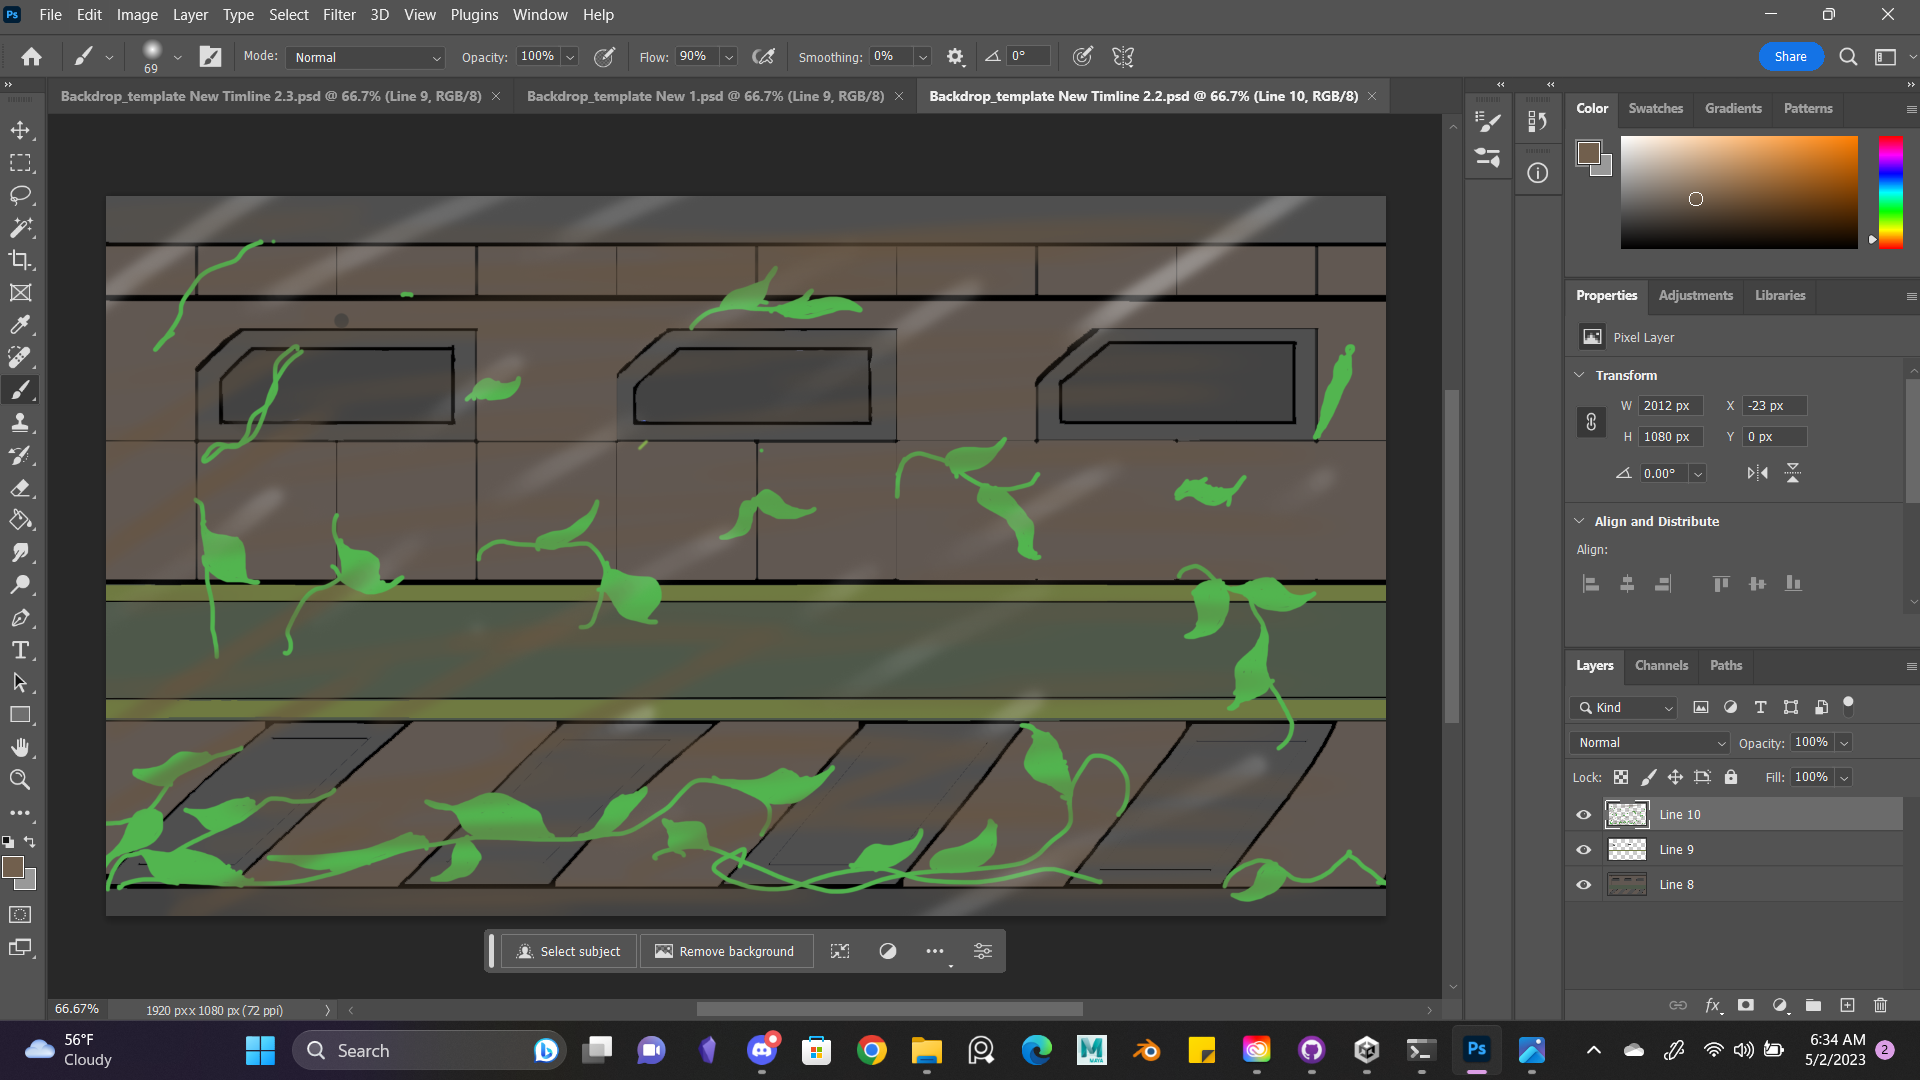 Ps File Edit Image Layer Type Select Filter 3D View Plugins Window Help
69 Mode: Normal Opacity: 100% Flow: 90% Smoothing: 0% 0° Share
Backdrop_template New Timline 2.3.psd @ 66.7% (Line 9, RGB/8) Backdrop_template New 1.psd @ 66.7% (Line 9, RGB/8) Backdrop_template New Timline 2.2.psd @ 66.7% (Line 10, RGB/8)
Color Swatches Gradients Patterns
Properties Adjustments Libraries
Pixel Layer
Transform
W 2012 px X -23 px
H 1080 px Y 0 px
0.00°
Align and Distribute
Align:
Layers Channels Paths
Kind
Normal Opacity: 100%
Lock: Fill: 100%
Line 10
Line 9
Line 8
Select subject Remove background
66.67% 1920 px x 1080 px (72 ppi)
56°F
Cloudy
Search
MAYA
Ps
6:34 AM
5/2/2023
2